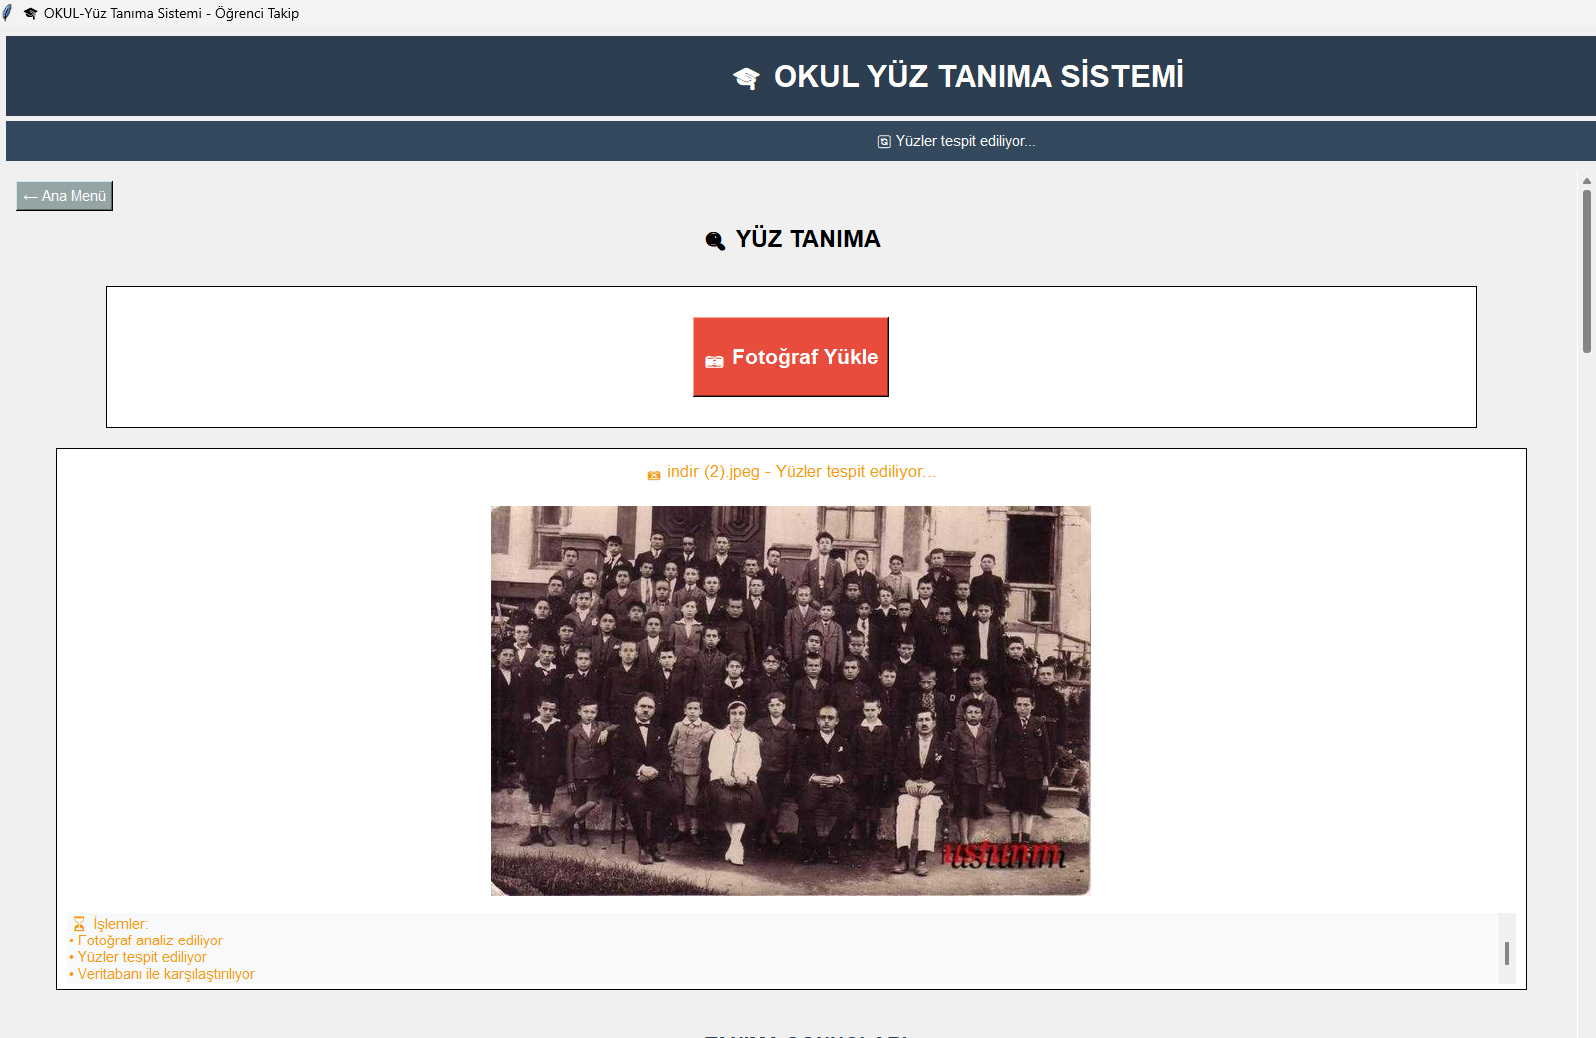 OKUL-Yüz Tanıma Sistemi - Öğrenci Takip
OKUL YÜZ TANIMA SİSTEMİ
Yüzler tespit ediliyor...
← Ana Menü
YÜZ TANIMA
Fotoğraf Yükle
indir (2).jpeg - Yüzler tespit ediliyor...
ustunm
İşlemler:
• Fotoğraf analiz ediliyor
• Yüzler tespit ediliyor
• Veritabanı ile karşılaştırılıyor